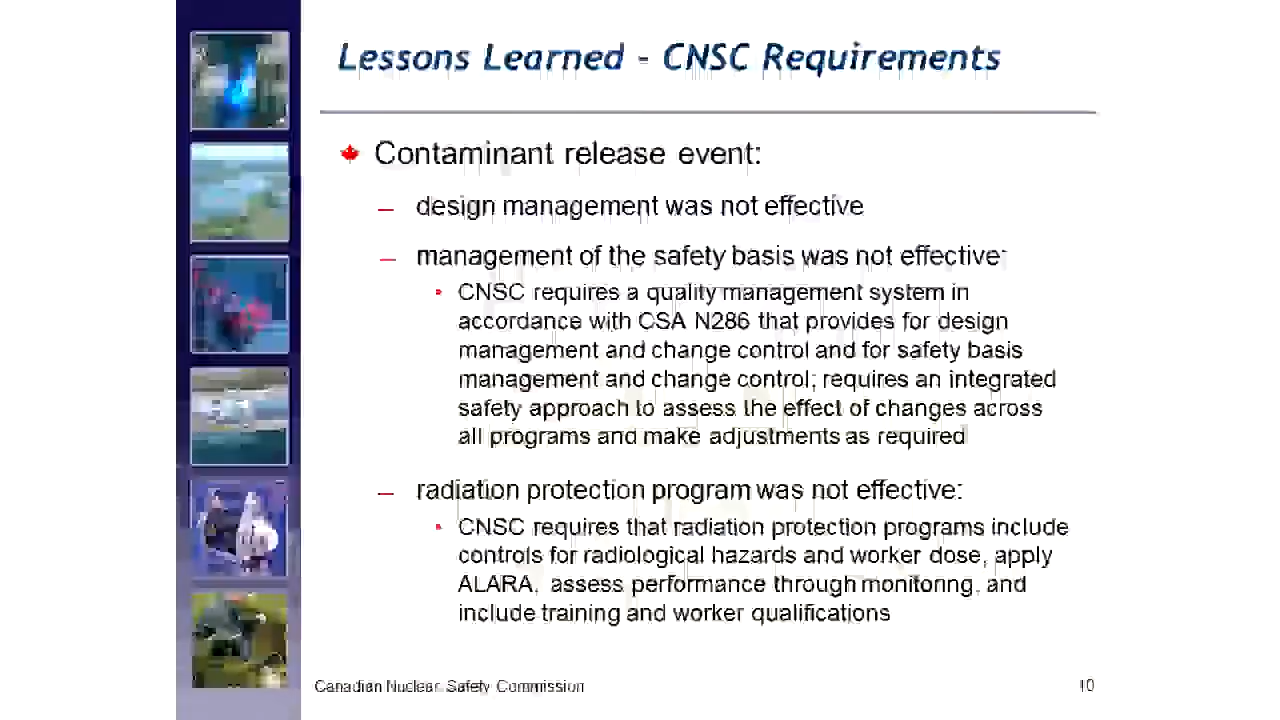 Lessons Learned - CNSC Requirements
Contaminant release event:
– design management was not effective
– management of the safety basis was not effective:
• CNSC requires a quality management system in
accordance with CSA N286 that provides for design
management and change control and for safety basis
management and change control; requires an integrated
safety approach to assess the effect of changes across
all programs and make adjustments as required
– radiation protection program was not effective:
• CNSC requires that radiation protection programs include
controls for radiological hazards and worker dose, apply
ALARA, assess performance through monitoring, and
include training and worker qualifications
Canadian Nuclear Safety Commission
10